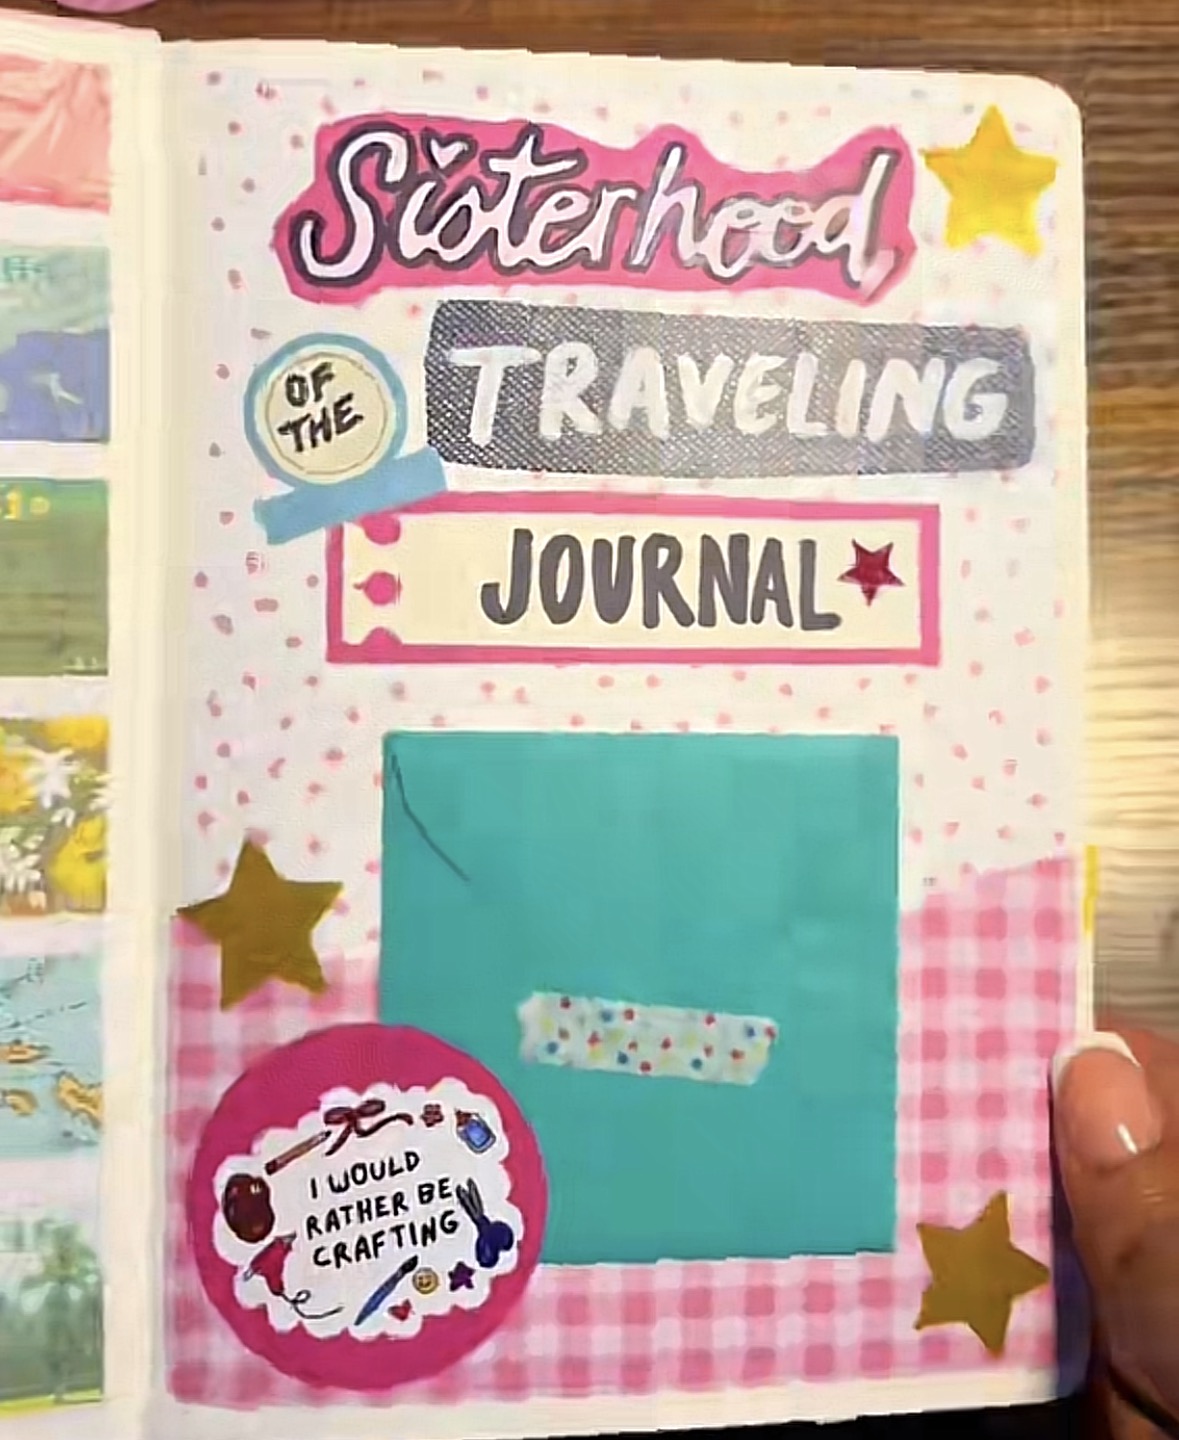 Sisterhood
OF
THE
TRAVELING
JOURNAL
I WOULD
RATHER BE
CRAFTING